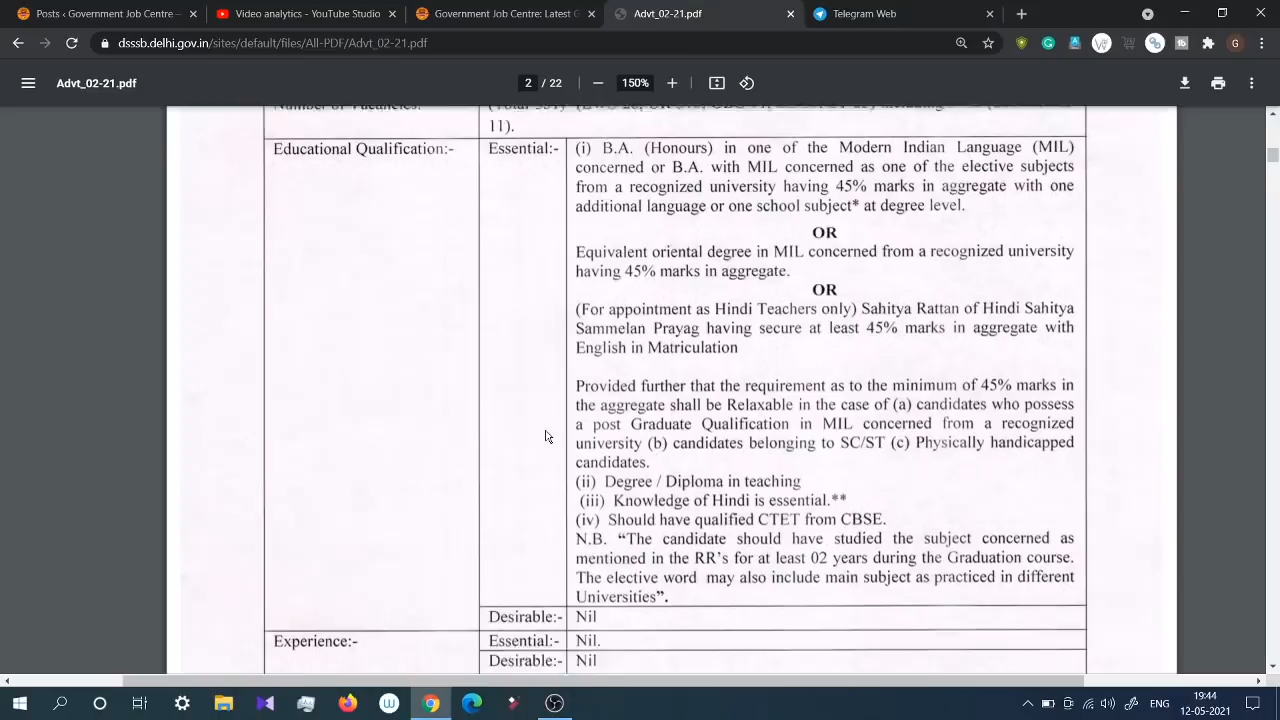 Posts ‹ Government Job Centre —
Video analytics - YouTube Studio
Government Job Centre: Latest G
Advt_02-21.pdf
Telegram Web
dsssb.delhi.gov.in/sites/default/files/All-PDF/Advt_02-21.pdf
G
Advt_02-21.pdf
2 / 22
150%
Number of Vacancies:
11).
Educational Qualification:-
Essential:-
(i) B.A. (Honours) in one of the Modern Indian Language (MIL)
concerned or B.A. with MIL concerned as one of the elective subjects
from a recognized university having 45% marks in aggregate with one
additional language or one school subject* at degree level.
OR
Equivalent oriental degree in MIL concerned from a recognized university
having 45% marks in aggregate.
OR
(For appointment as Hindi Teachers only) Sahitya Rattan of Hindi Sahitya
Sammelan Prayag having secure at least 45% marks in aggregate with
English in Matriculation
Provided further that the requirement as to the minimum of 45% marks in
the aggregate shall be Relaxable in the case of (a) candidates who possess
a post Graduate Qualification in MIL concerned from a recognized
university (b) candidates belonging to SC/ST (c) Physically handicapped
candidates.
(ii) Degree / Diploma in teaching
(iii) Knowledge of Hindi is essential.**
(iv) Should have qualified CTET from CBSE.
N.B. “The candidate should have studied the subject concerned as
mentioned in the RR’s for at least 02 years during the Graduation course.
The elective word may also include main subject as practiced in different
Universities”.
Desirable:-
Nil
Experience:-
Essential:-
Nil.
Desirable:-
Nil
ENG
19:44
12-05-2021